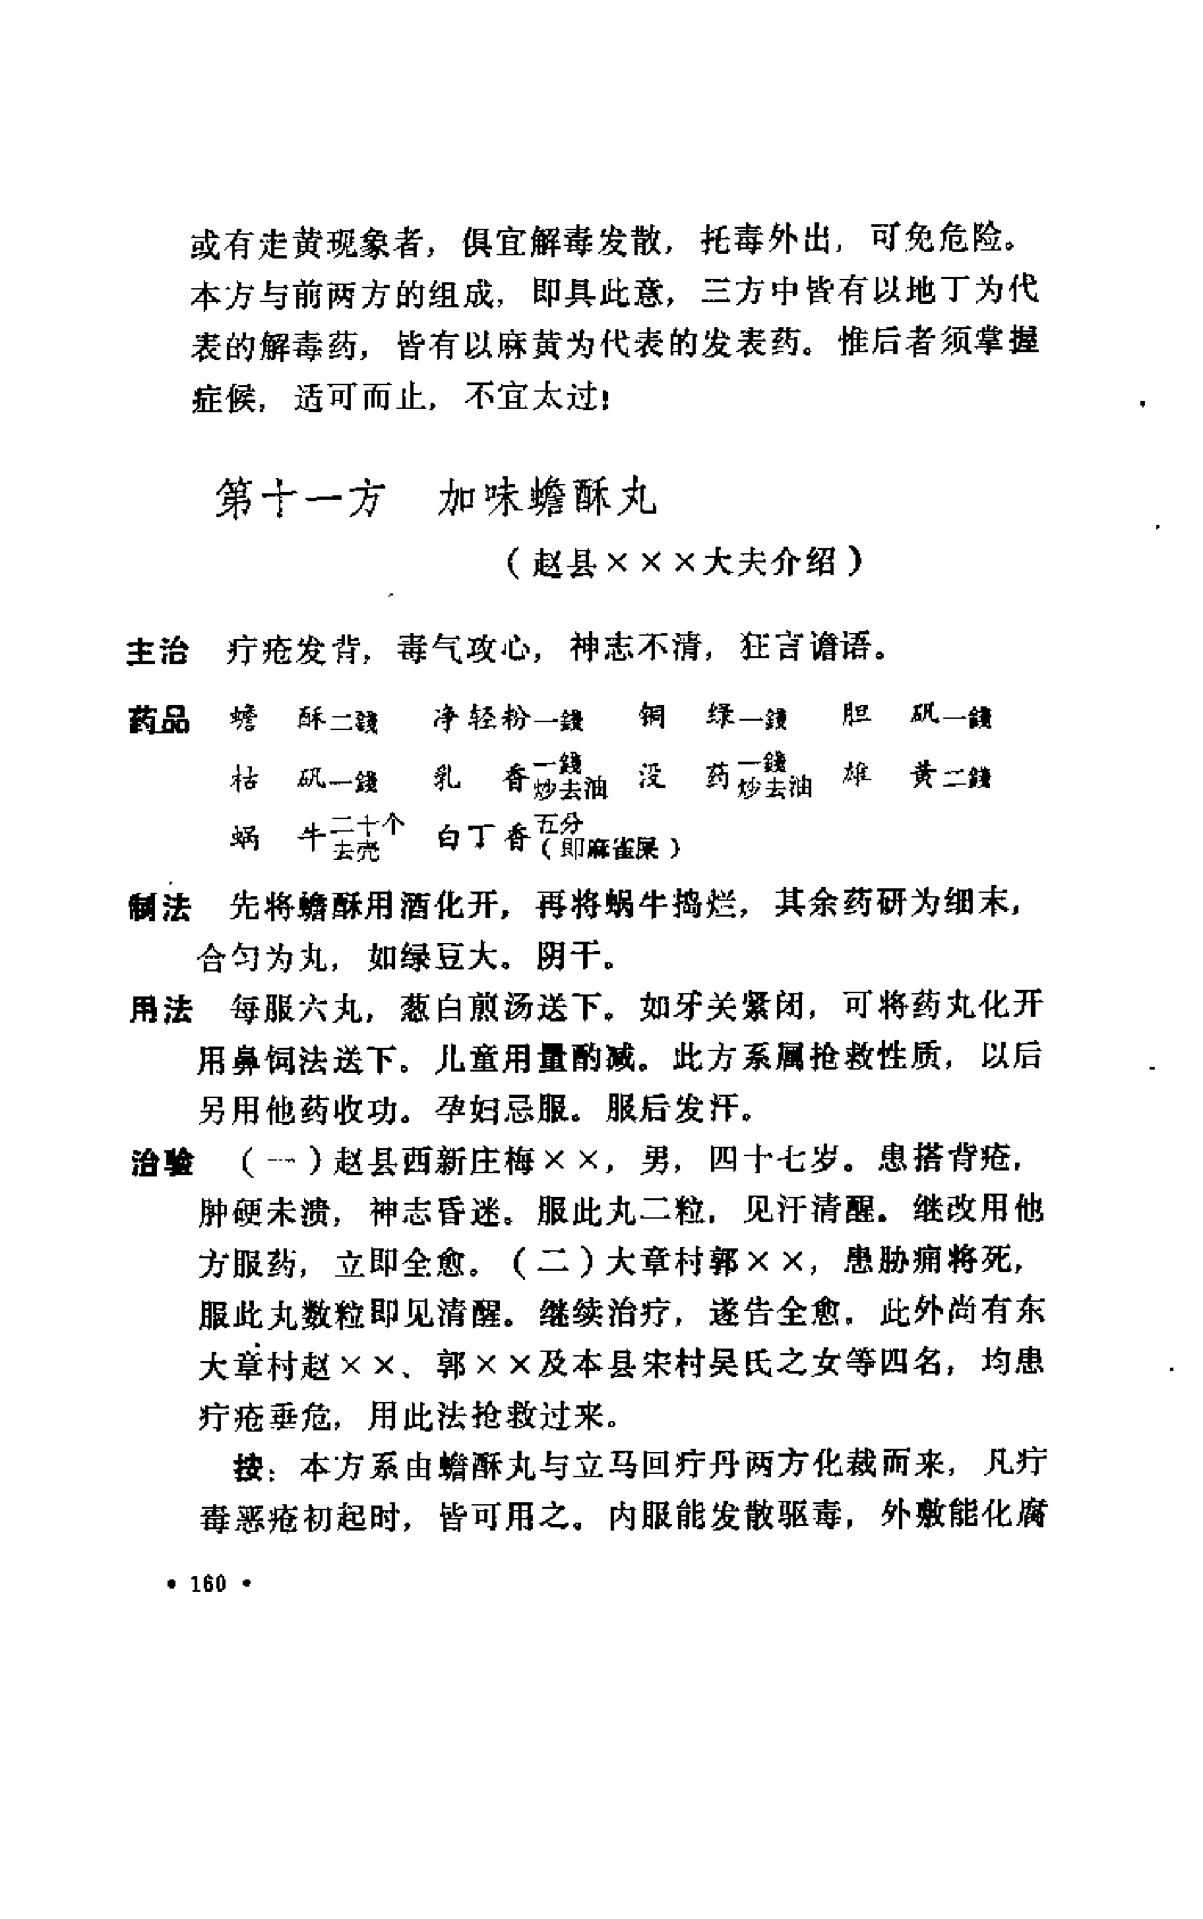 或有走黄现象者，俱宜解毒发散，托毒外出，可免危险。
本方与前两方的组成，即具此意，三方中皆有以地丁为代
表的解毒药，皆有以麻黄为代表的发表药。惟后者须掌握
症候，适可而止，不宜太过！
第十一方　加味蟾酥丸
（赵县×××大夫介绍）
主治　疔疮发背，毒气攻心，神志不清，狂言谵语。
药品　蟾　酥二錢　净轻粉一錢　铜　绿一錢　胆　矾一錢
枯　矾一錢　乳　香一錢炒去油　没　药一錢炒去油　雄　黄二錢
蜗　牛二十个去壳　白丁香五分（即麻雀屎）
制法　先将蟾酥用酒化开，再将蜗牛捣烂，其余药研为细末，
合匀为丸，如绿豆大。阴干。
用法　每服六丸，葱白煎汤送下。如牙关紧闭，可将药丸化开
用鼻饲法送下。儿童用量酌减。此方系属抢救性质，以后
另用他药收功。孕妇忌服。服后发汗。
治验　（一）赵县西新庄梅××，男，四十七岁。患搭背疮，
肿硬未溃，神志昏迷。服此丸二粒，见汗清醒。继改用他
方服药，立即全愈。（二）大章村郭××，患胁痈将死，
服此丸数粒即见清醒。继续治疗，遂告全愈。此外尚有东
大章村赵××、郭××及本县宋村吴氏之女等四名，均患
疔疮垂危，用此法抢救过来。
按：本方系由蟾酥丸与立马回疔丹两方化裁而来，凡疔
毒恶疮初起时，皆可用之。内服能发散驱毒，外敷能化腐
• 160 •